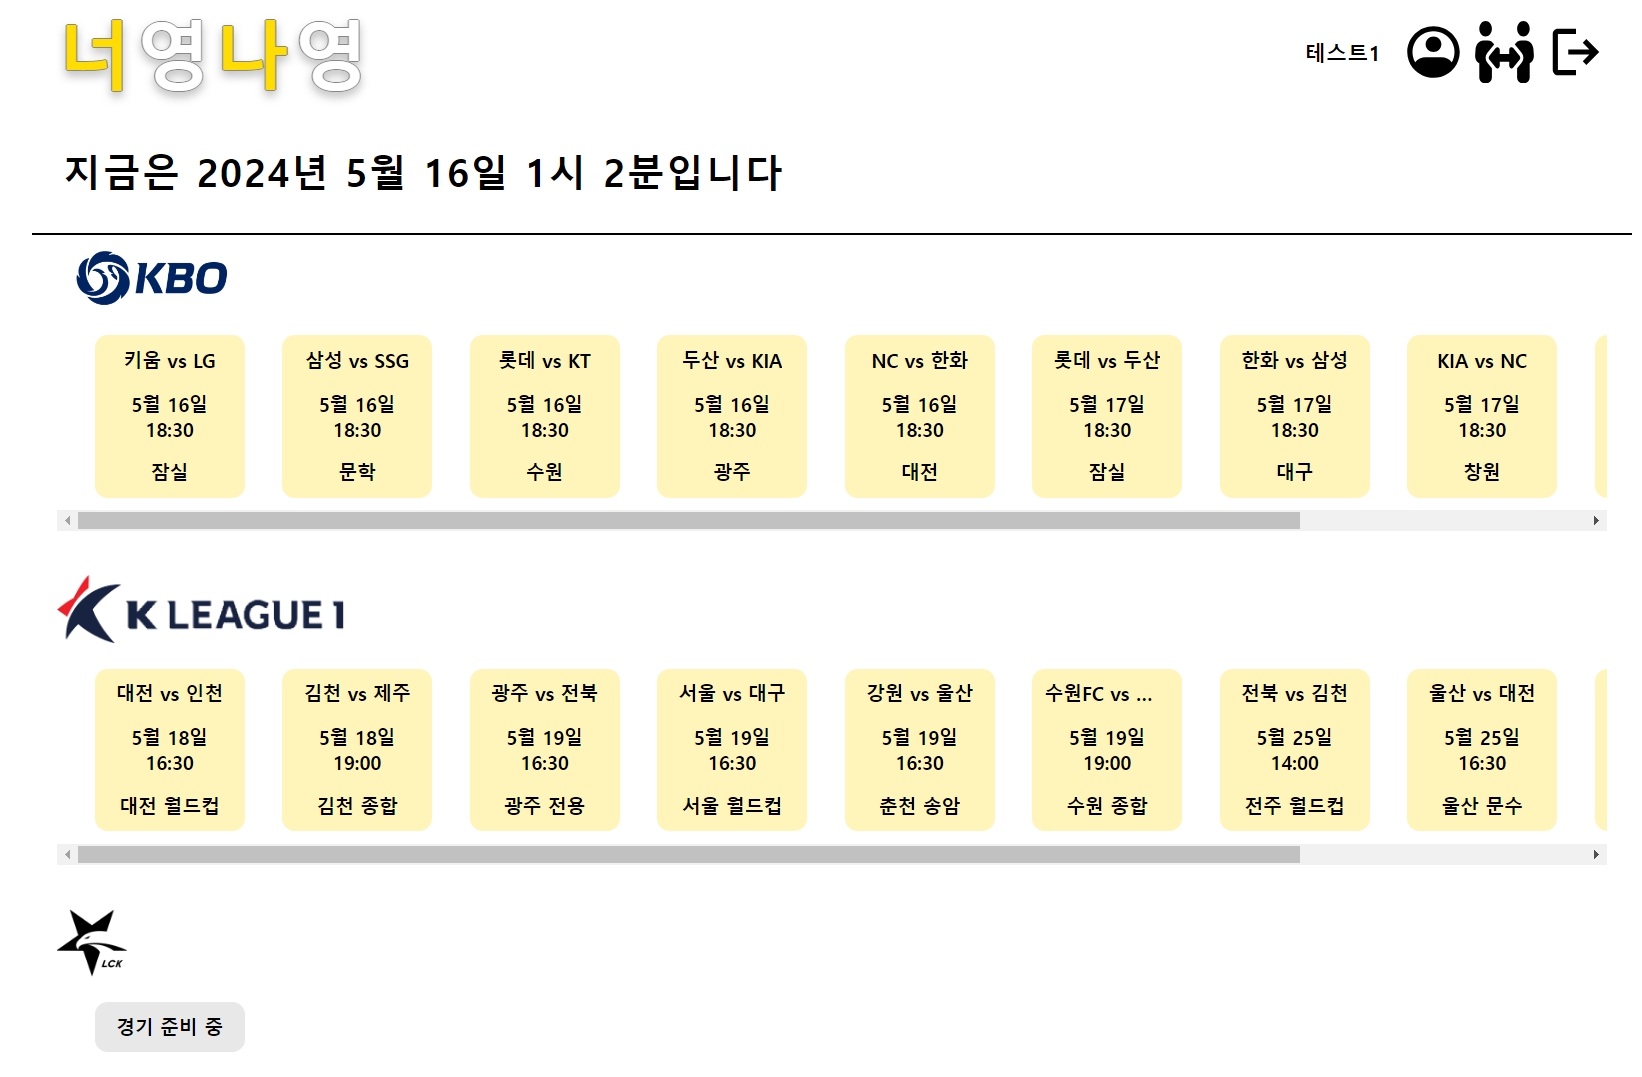 너영나영
테스트1
지금은 2024년 5월 16일 1시 2분입니다
KBO
키움 vs LG
5월 16일
18:30
잠실
삼성 vs SSG
5월 16일
18:30
문학
롯데 vs KT
5월 16일
18:30
수원
두산 vs KIA
5월 16일
18:30
광주
NC vs 한화
5월 16일
18:30
대전
롯데 vs 두산
5월 17일
18:30
잠실
한화 vs 삼성
5월 17일
18:30
대구
KIA vs NC
5월 17일
18:30
창원
K LEAGUE 1
대전 vs 인천
5월 18일
16:30
대전 월드컵
김천 vs 제주
5월 18일
19:00
김천 종합
광주 vs 전북
5월 19일
16:30
광주 전용
서울 vs 대구
5월 19일
16:30
서울 월드컵
강원 vs 울산
5월 19일
16:30
춘천 송암
수원FC vs ...
5월 19일
19:00
수원 종합
전북 vs 김천
5월 25일
14:00
전주 월드컵
울산 vs 대전
5월 25일
16:30
울산 문수
LCK
경기 준비 중